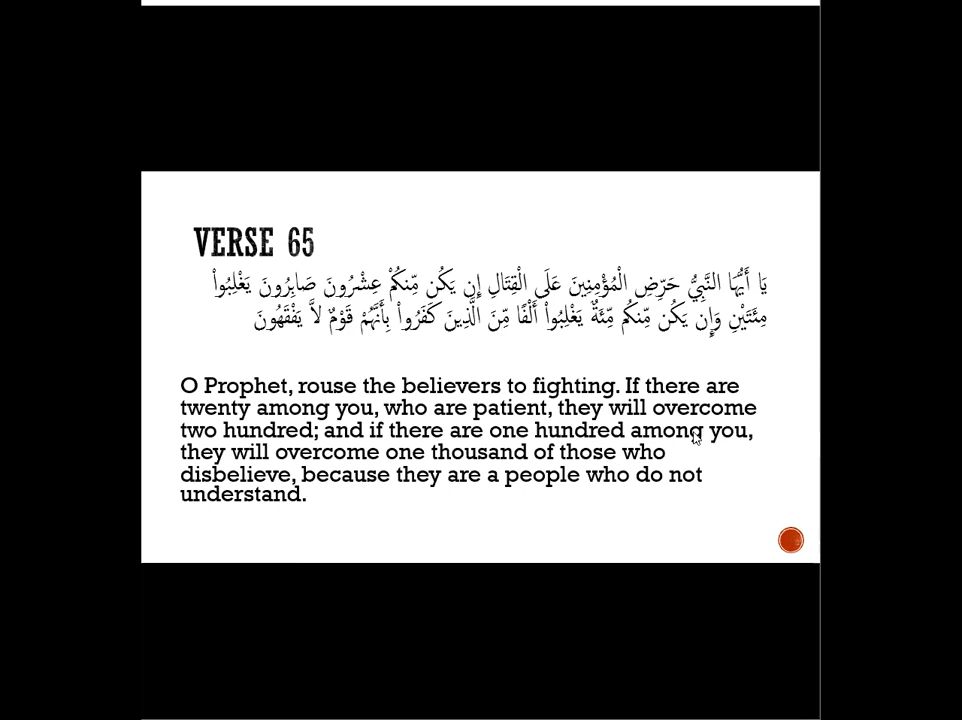 VERSE 65
يَا أَيُّهَا النَّبِيُّ حَرِّضِ الْمُؤْمِنِينَ عَلَى الْقِتَالِ إِن يَكُن مِّنكُمْ عِشْرُونَ صَابِرُونَ يَغْلِبُواْ
مِئَتَيْنِ وَإِن يَكُن مِّنكُم مِّئَةٌ يَغْلِبُواْ أَلْفًا مِّنَ الَّذِينَ كَفَرُواْ بِأَنَّهُمْ قَوْمٌ لاَّ يَفْقَهُونَ
O Prophet, rouse the believers to fighting. If there are
twenty among you, who are patient, they will overcome
two hundred; and if there are one hundred among you,
they will overcome one thousand of those who
disbelieve, because they are a people who do not
understand.